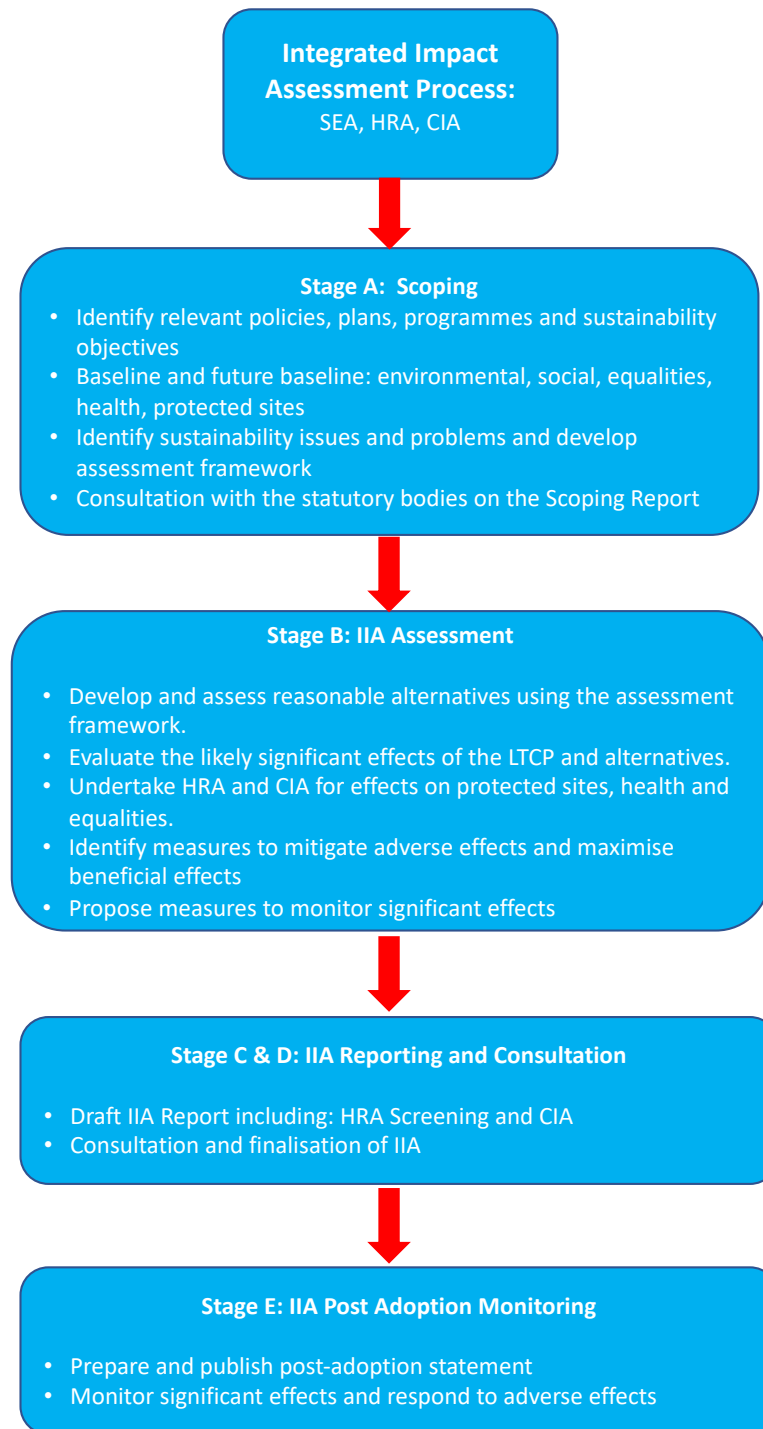 Integrated Impact
Assessment Process:
SEA, HRA, CIA
Stage A:  Scoping
• Identify relevant policies, plans, programmes and sustainability
objectives
• Baseline and future baseline: environmental, social, equalities,
health, protected sites
• Identify sustainability issues and problems and develop
assessment framework
• Consultation with the statutory bodies on the Scoping Report
Stage B: IIA Assessment
• Develop and assess reasonable alternatives using the assessment
framework.
• Evaluate the likely significant effects of the LTCP and alternatives.
• Undertake HRA and CIA for effects on protected sites, health and
equalities.
• Identify measures to mitigate adverse effects and maximise
beneficial effects
• Propose measures to monitor significant effects
Stage C & D: IIA Reporting and Consultation
• Draft IIA Report including: HRA Screening and CIA
• Consultation and finalisation of IIA
Stage E: IIA Post Adoption Monitoring
• Prepare and publish post-adoption statement
• Monitor significant effects and respond to adverse effects